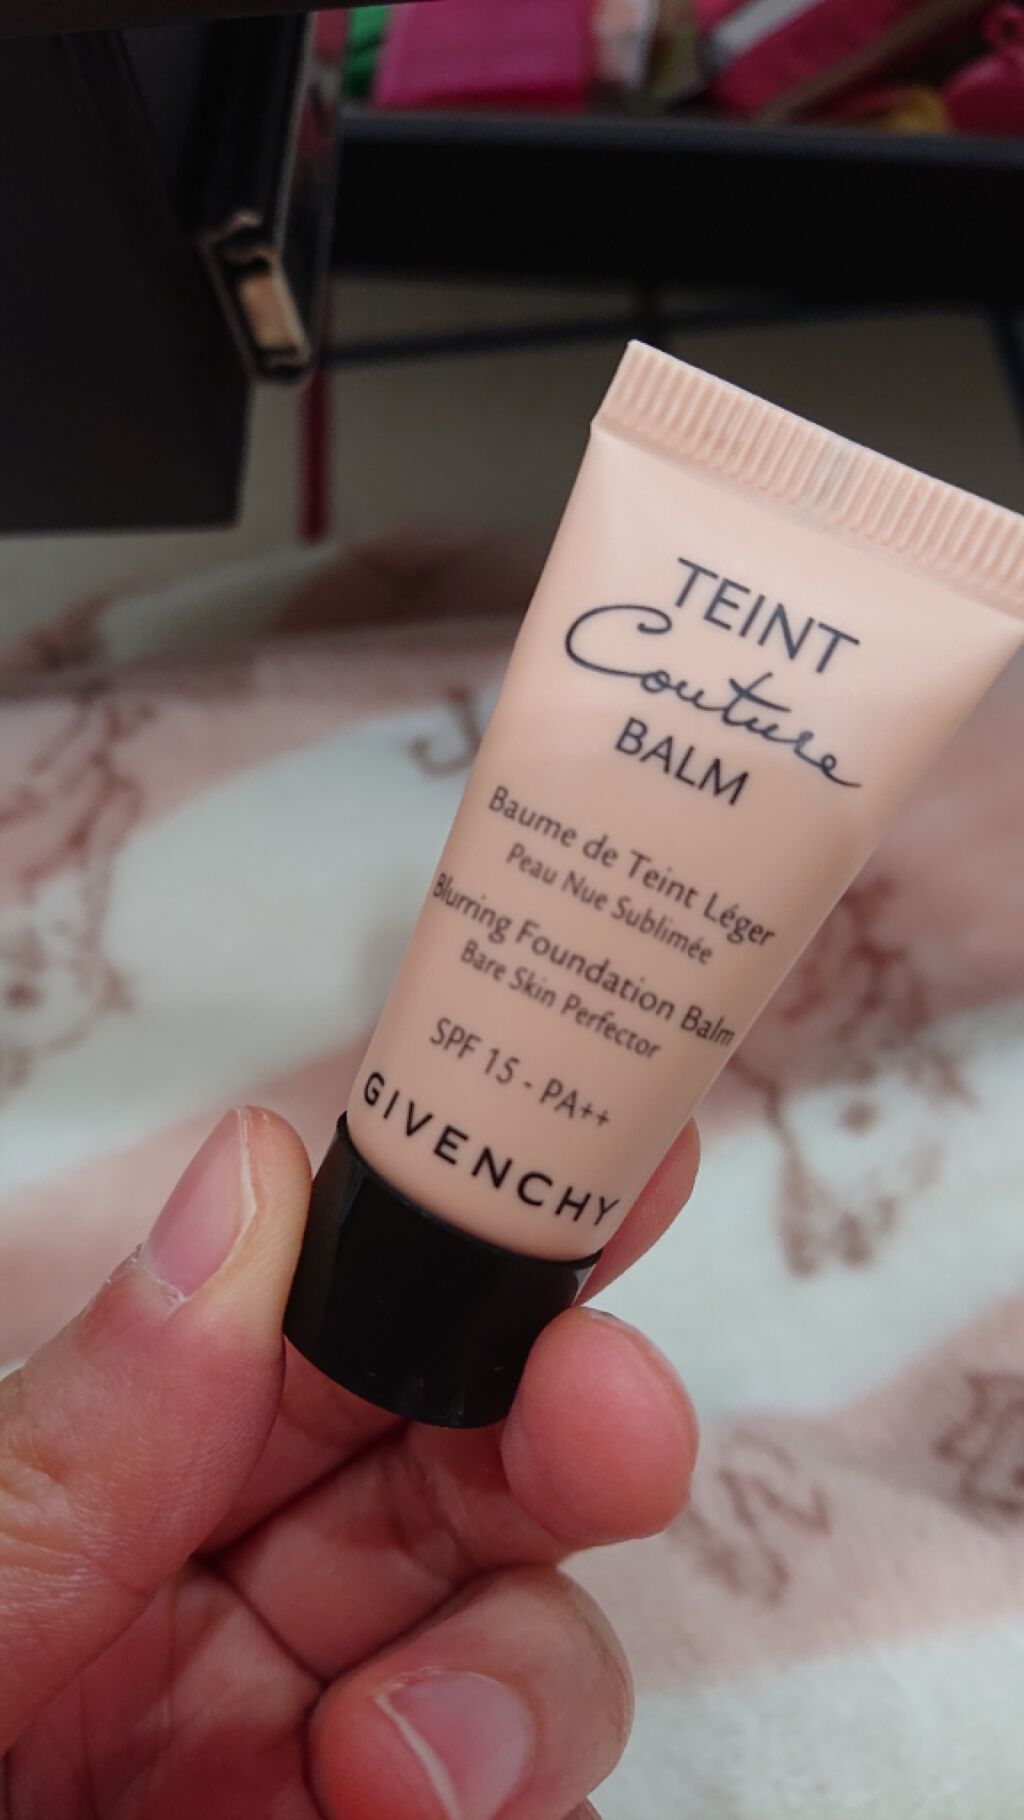 TEINT
Couture
BALM
Baume de Teint Léger
Peau Nue Sublimée
Blurring Foundation Balm
Bare Skin Perfector
SPF 15 - PA++
GIVENCHY